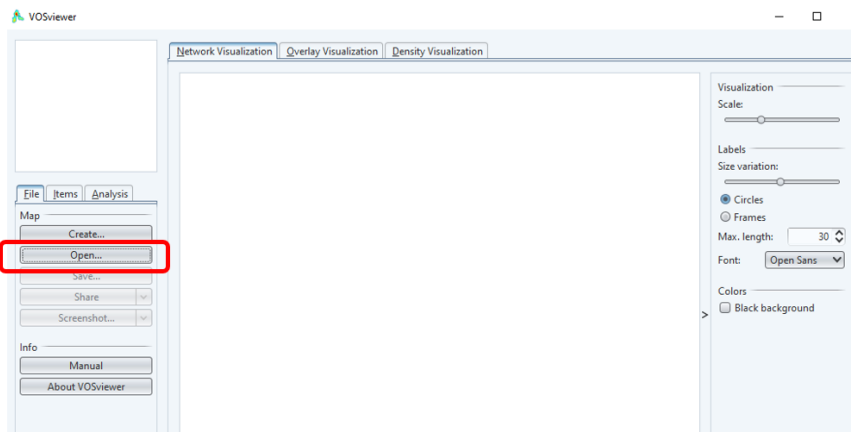 VOSviewer
Network Visualization
Overlay Visualization
Density Visualization
File
Items
Analysis
Map
Create...
Open...
Save...
Share
Screenshot...
Info
Manual
About VOSviewer
>
Visualization
Scale:
Labels
Size variation:
Circles
Frames
Max. length: 30
Font: Open Sans
Colors
Black background